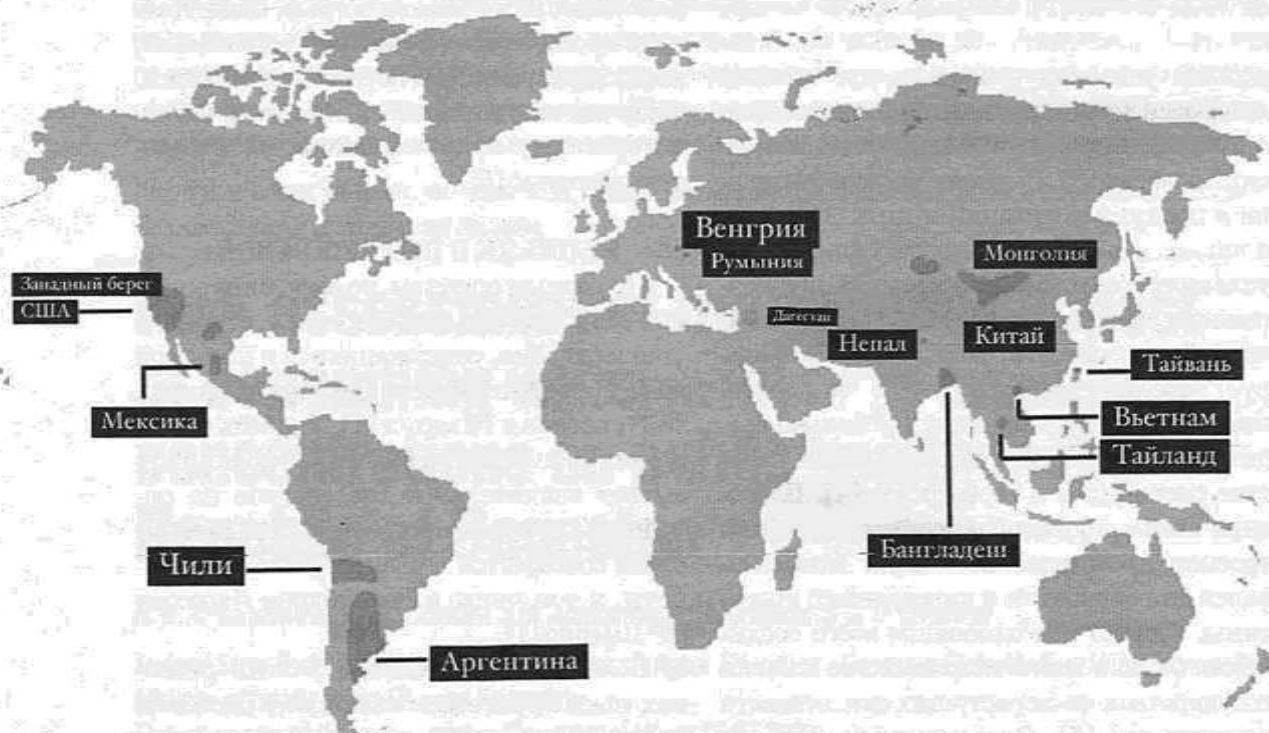 Венгрия
Румыния
Монголия
Западный берег
США
Дагестан
Непал
Китай
Тайвань
Мексика
Вьетнам
Тайланд
Бангладеш
Чили
Аргентина